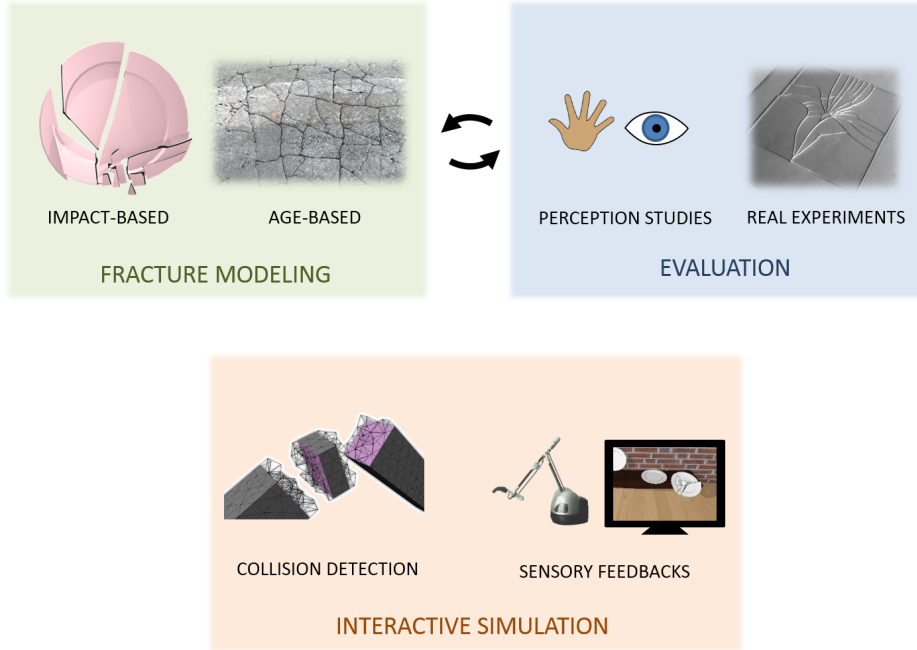 IMPACT-BASED
AGE-BASED
FRACTURE MODELING
PERCEPTION STUDIES
REAL EXPERIMENTS
EVALUATION
COLLISION DETECTION
SENSORY FEEDBACKS
INTERACTIVE SIMULATION